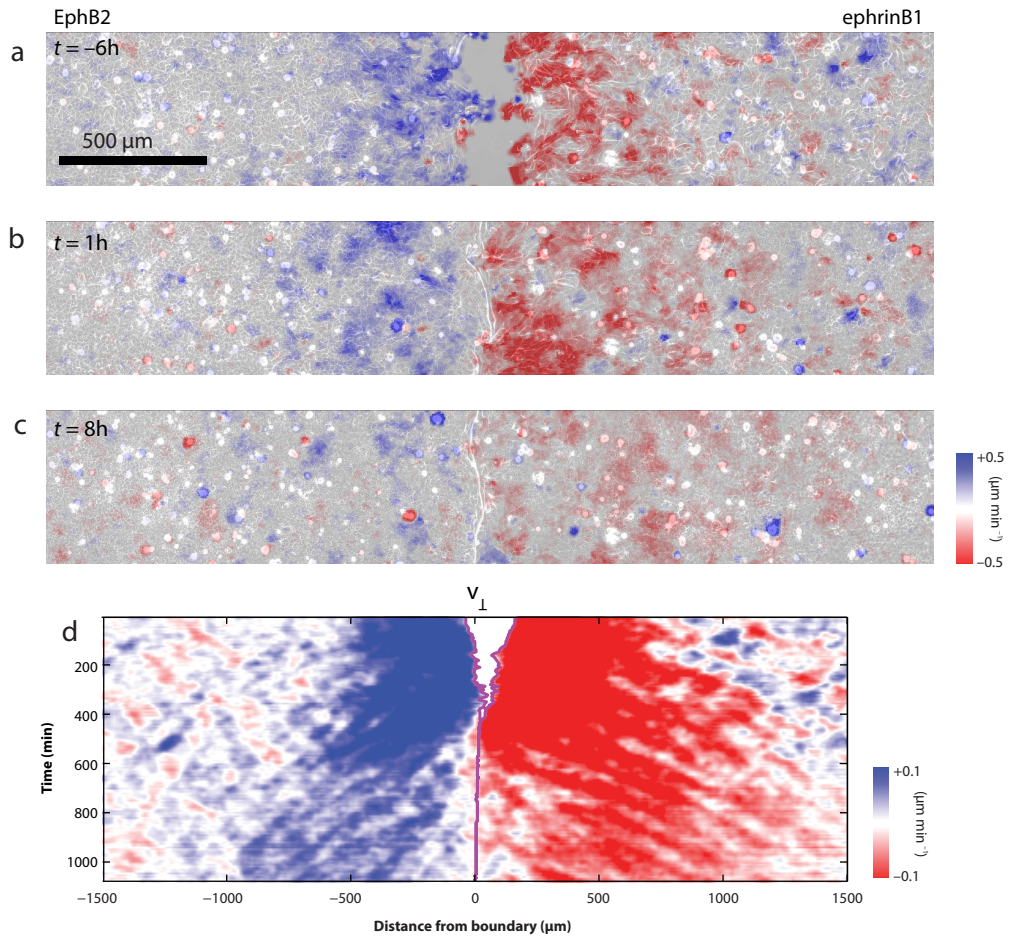 EphB2
ephrinB1
a
t = –6h
500 µm
b
t = 1h
c
t = 8h
+0.5
(µm min⁻¹)
–0.5
v⊥
d
200
400
600
800
1000
Time (min)
−1500
−1000
−500
0
500
1000
1500
Distance from boundary (µm)
+0.1
(µm min⁻¹)
−0.1